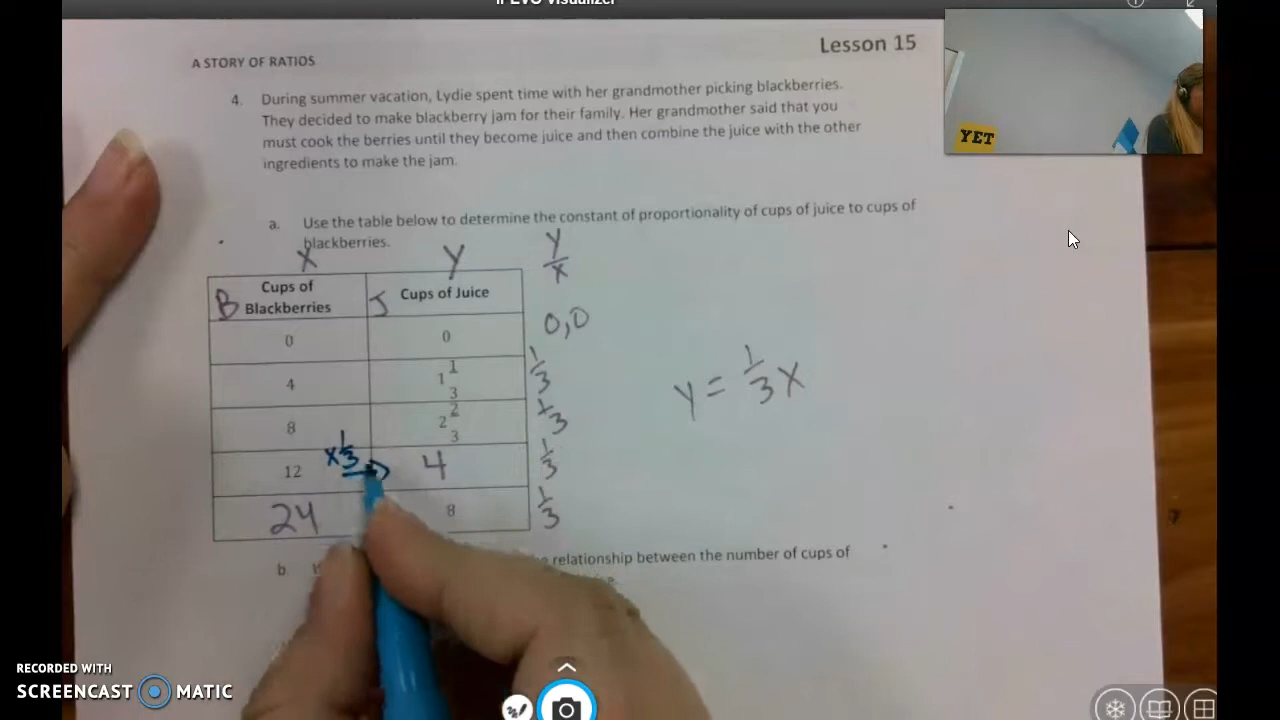 Lesson 15
A STORY OF RATIOS
4. During summer vacation, Lydie spent time with her grandmother picking blackberries.
They decided to make blackberry jam for their family. Her grandmother said that you
must cook the berries until they become juice and then combine the juice with the other
ingredients to make the jam.
YET
a. Use the table below to determine the constant of proportionality of cups of juice to cups of
blackberries.
X Y Y/X
B Cups of Blackberries J Cups of Juice
0 0 0,0
4 1 1/3 1/3
8 2 2/3 1/3
12 x 1/3 4 1/3
24 8 1/3
y = 1/3 x
b. relationship between the number of cups of
RECORDED WITH
SCREENCAST MATIC